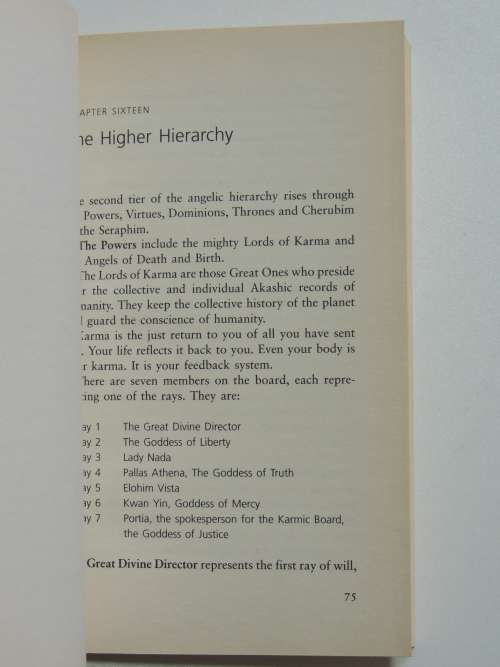 APTER SIXTEEN
he Higher Hierarchy
e second tier of the angelic hierarchy rises through
Powers, Virtues, Dominions, Thrones and Cherubim
the Seraphim.
The Powers include the mighty Lords of Karma and
Angels of Death and Birth.
The Lords of Karma are those Great Ones who preside
r the collective and individual Akashic records of
manity. They keep the collective history of the planet
guard the conscience of humanity.
Karma is the just return to you of all you have sent
. Your life reflects it back to you. Even your body is
r karma. It is your feedback system.
There are seven members on the board, each repre-
ting one of the rays. They are:
ay 1 The Great Divine Director
ay 2 The Goddess of Liberty
ay 3 Lady Nada
ay 4 Pallas Athena, The Goddess of Truth
ay 5 Elohim Vista
ay 6 Kwan Yin, Goddess of Mercy
ay 7 Portia, the spokesperson for the Karmic Board,
the Goddess of Justice
Great Divine Director represents the first ray of will,
75